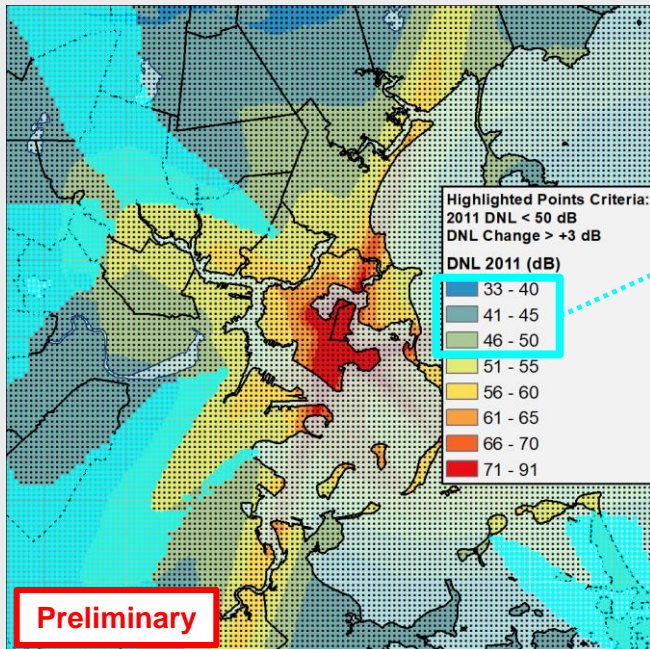 Highlighted Points Criteria:
2011 DNL < 50 dB
DNL Change > +3 dB
DNL 2011 (dB)
33 - 40
41 - 45
46 - 50
51 - 55
56 - 60
61 - 65
66 - 70
71 - 91
Preliminary